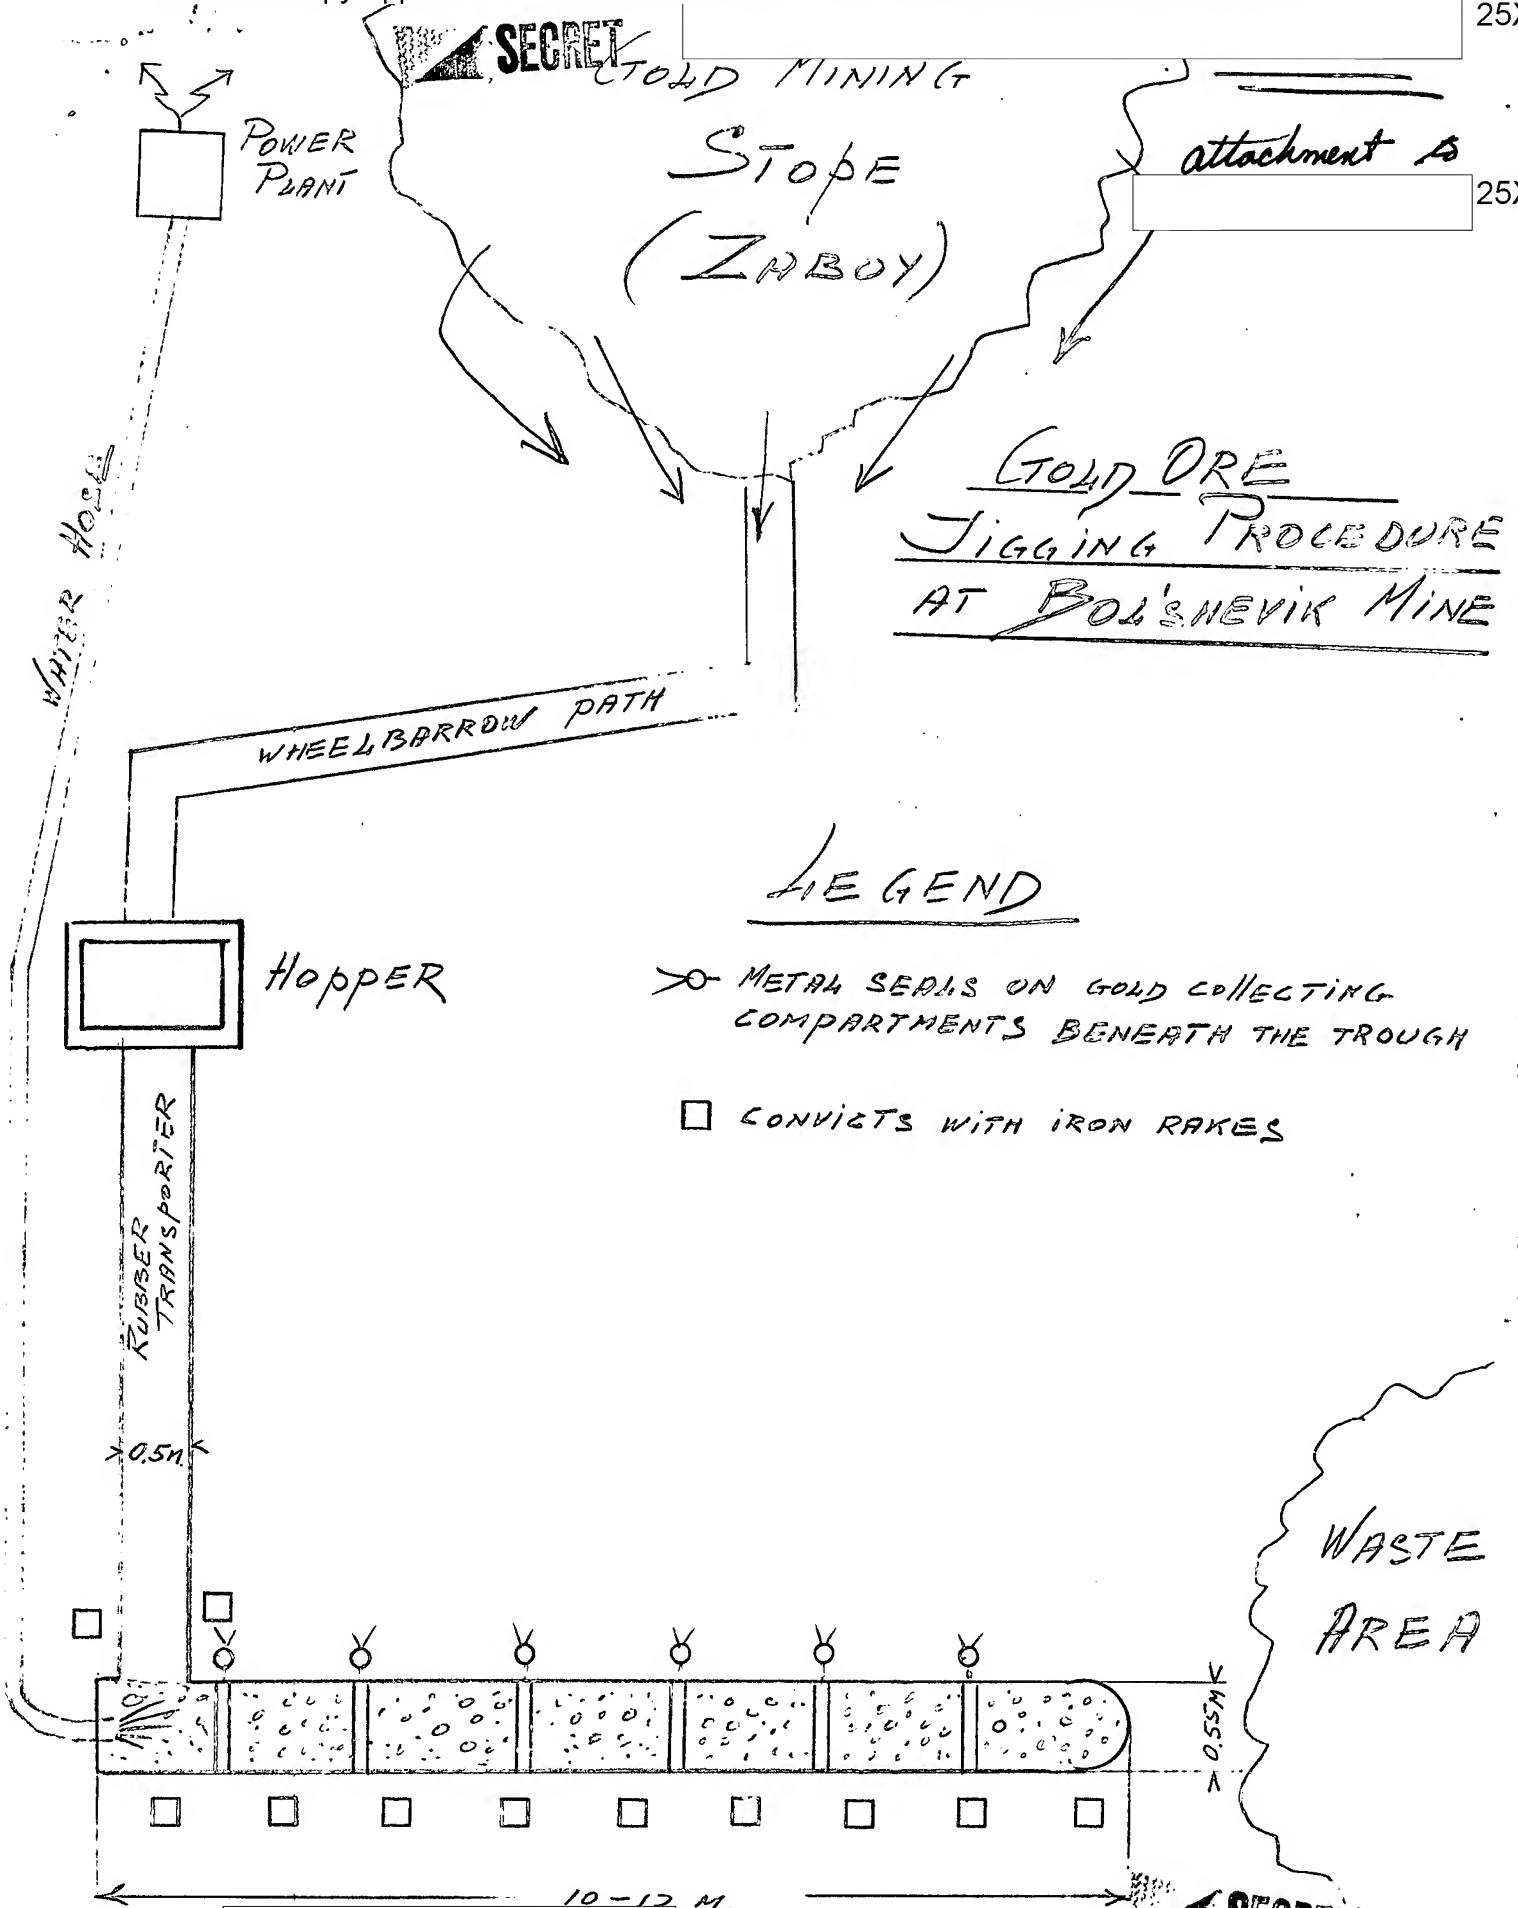 SECRET
25X
GOLD MINING
STOPE
(ZABOY)
attachment to
25X
POWER
PLANT
WATER HOSE
GOLD ORE
JIGGING PROCEDURE
AT BOL'SHEVIK MINE
WHEELBARROW PATH
HOPPER
LEGEND
METAL SEALS ON GOLD COLLECTING
COMPARTMENTS BENEATH THE TROUGH
CONVICTS WITH IRON RAKES
RUBBER
TRANSPORTER
0.5M.
WASTE
AREA
0.55M
10-12 M.
SECRET